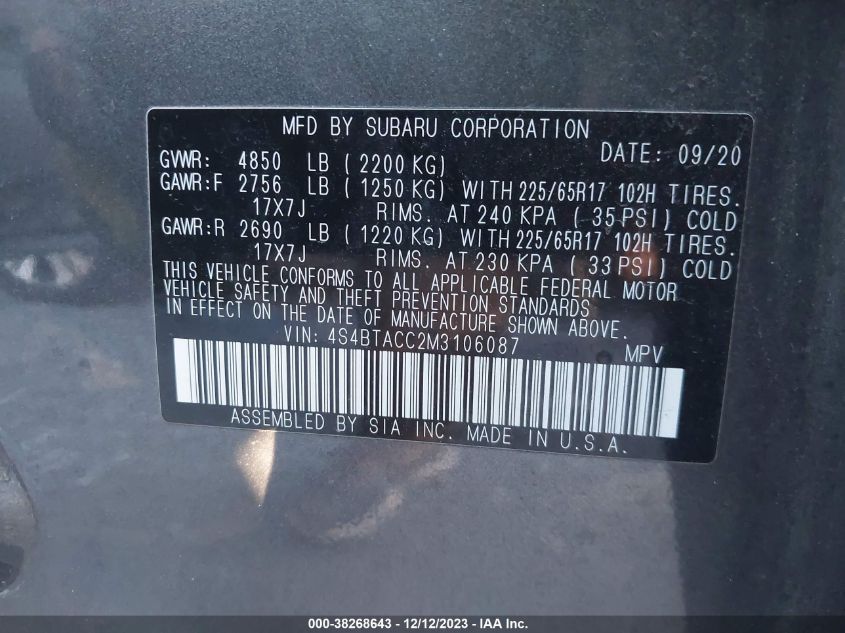 MFD BY SUBARU CORPORATION
DATE: 09/20
GVWR: 4850 LB ( 2200 KG)
GAWR:F 2756 LB ( 1250 KG) WITH 225/65R17 102H TIRES.
17X7J RIMS. AT 240 KPA ( 35 PSI) COLD
GAWR:R 2690 LB ( 1220 KG) WITH 225/65R17 102H TIRES.
17X7J RIMS. AT 230 KPA ( 33 PSI) COLD
THIS VEHICLE CONFORMS TO ALL APPLICABLE FEDERAL MOTOR
VEHICLE SAFETY AND THEFT PREVENTION STANDARDS
IN EFFECT ON THE DATE OF MANUFACTURE SHOWN ABOVE.
VIN: 4S4BTACC2M3106087 MPV
ASSEMBLED BY SIA INC. MADE IN U.S.A.
000-38268643 - 12/12/2023 - IAA Inc.